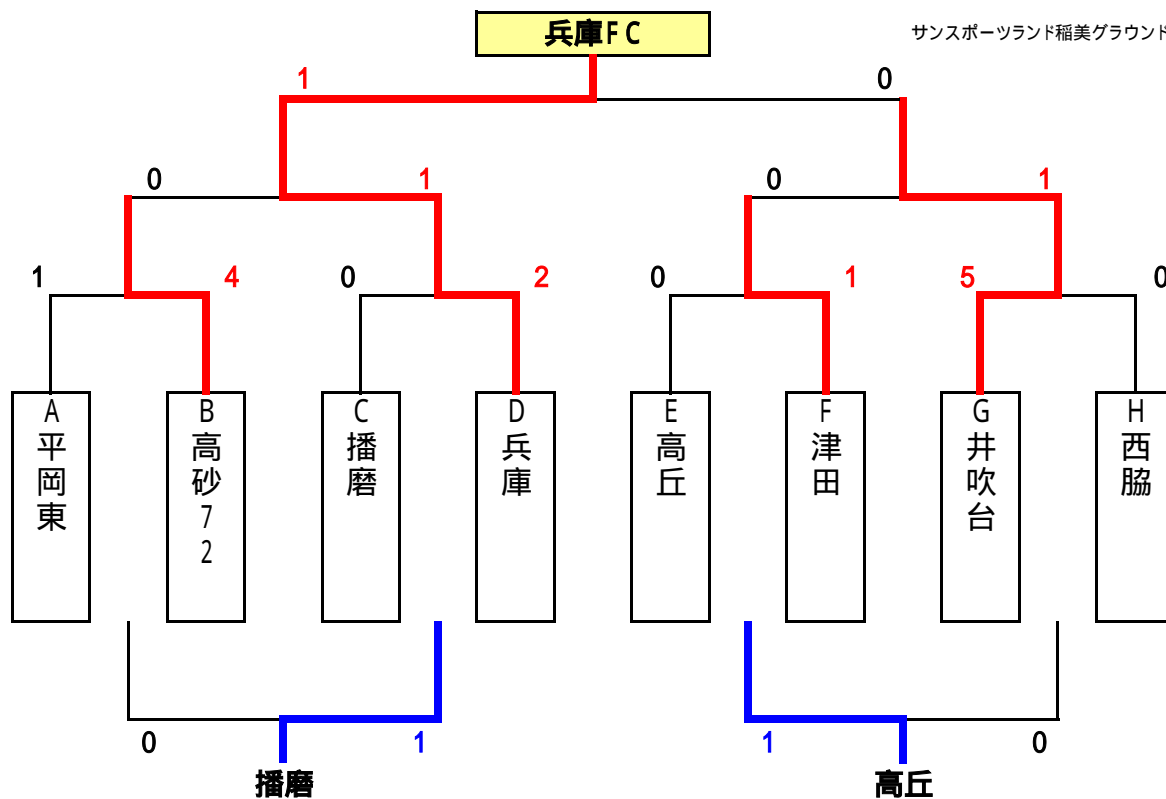 兵庫FC
サンスポーツランド稲美グラウンド
1 0
0 1 0 1
1 4 0 2 0 1 5 0
A B C D E F G H
平岡東
高砂72
播磨
兵庫
高丘
津田
井吹台
西脇
0 1 1 0
播磨 高丘